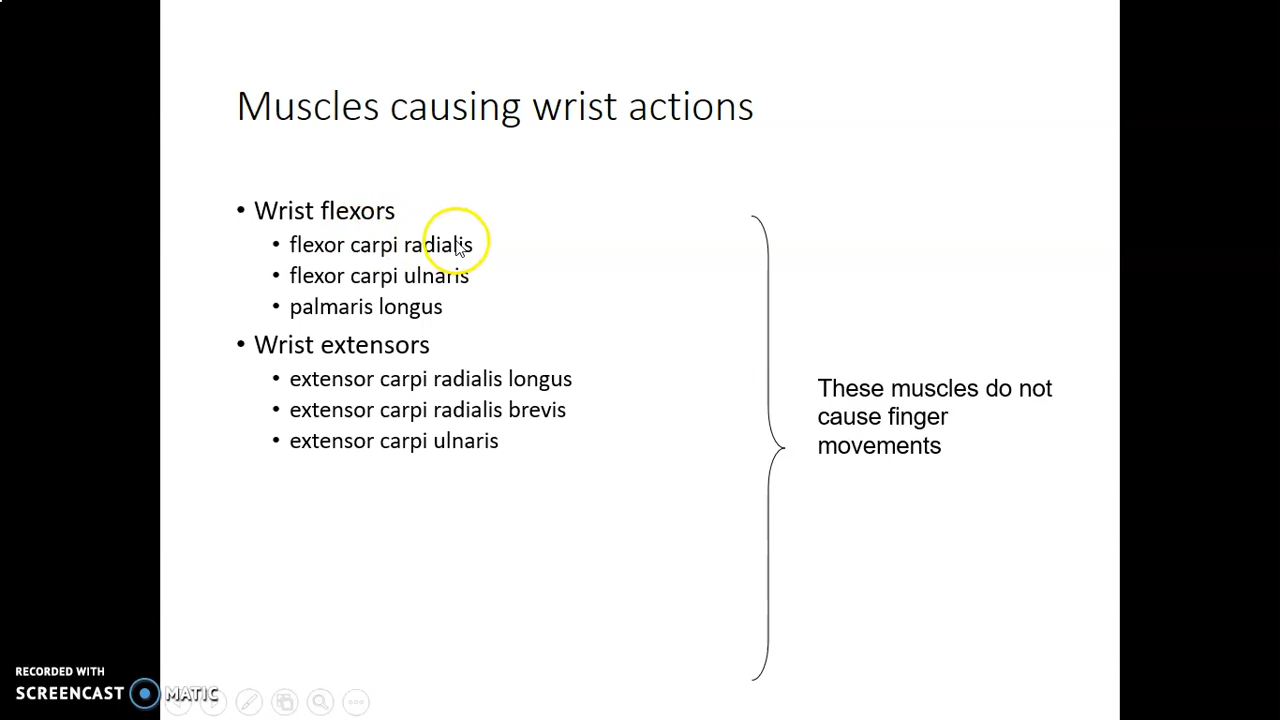 Muscles causing wrist actions
• Wrist flexors
• flexor carpi radialis
• flexor carpi ulnaris
• palmaris longus
• Wrist extensors
• extensor carpi radialis longus
• extensor carpi radialis brevis
• extensor carpi ulnaris
These muscles do not
cause finger
movements
RECORDED WITH
SCREENCAST MATIC